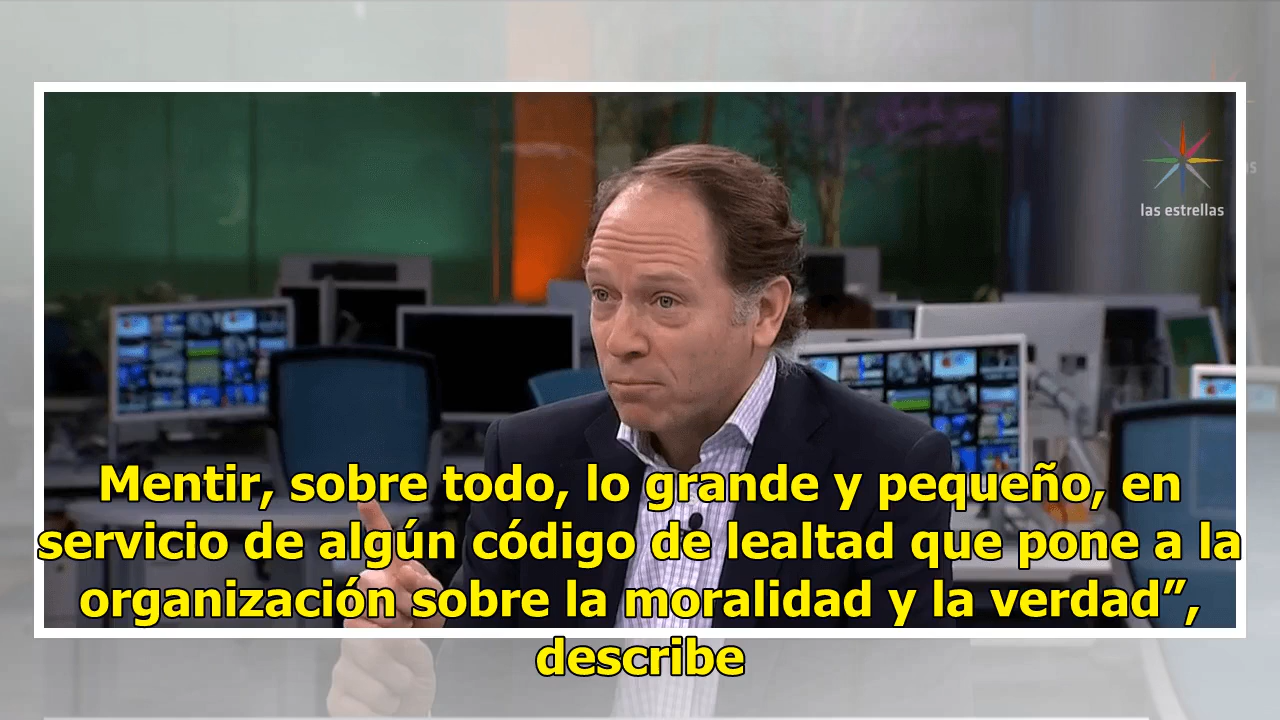 las estrellas
Mentir, sobre todo, lo grande y pequeño, en
servicio de algún código de lealtad que pone a la
organización sobre la moralidad y la verdad”,
describe